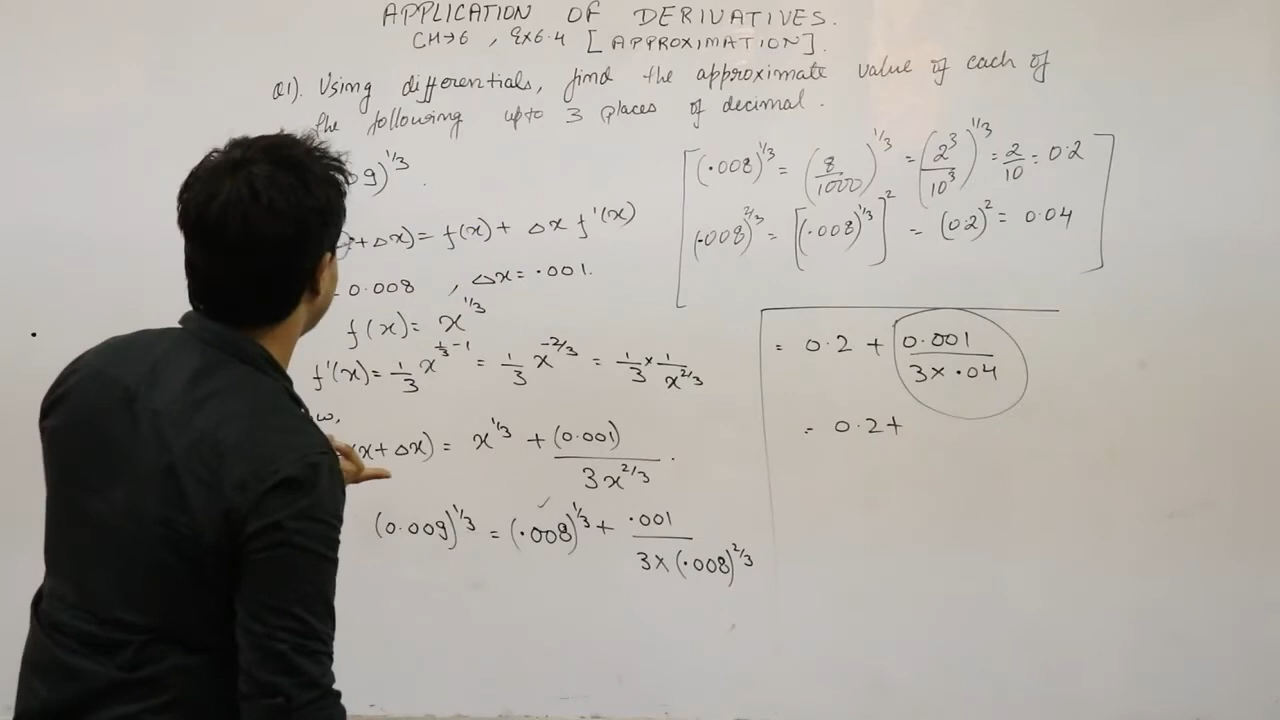 APPLICATION OF DERIVATIVES.
CH→6 , Ex6.4 [APPROXIMATION].
Q1). Using differentials, find the approximate value of each of
the following upto 3 places of decimal.
9)^{1/3}.
+Δx) = f(x) + Δx f'(x)
0.008 , Δx = .001.
f(x) = x^{1/3}
f'(x) = 1/3 x^{1/3 - 1} = 1/3 x^{-2/3} = 1/3 × 1/x^{2/3}
w,
(x+Δx) = x^{1/3} + (0.001)/3x^{2/3} .
(0.009)^{1/3} = (.008)^{1/3} + .001/3×(.008)^{2/3}
[(.008)^{1/3} = (8/1000)^{1/3} = (2^3/10^3)^{1/3} = 2/10 = 0.2
(.008)^{2/3} = [(.008)^{1/3}]^2 = (0.2)^2 = 0.04]
= 0.2 + 0.001/3×.04
= 0.2+